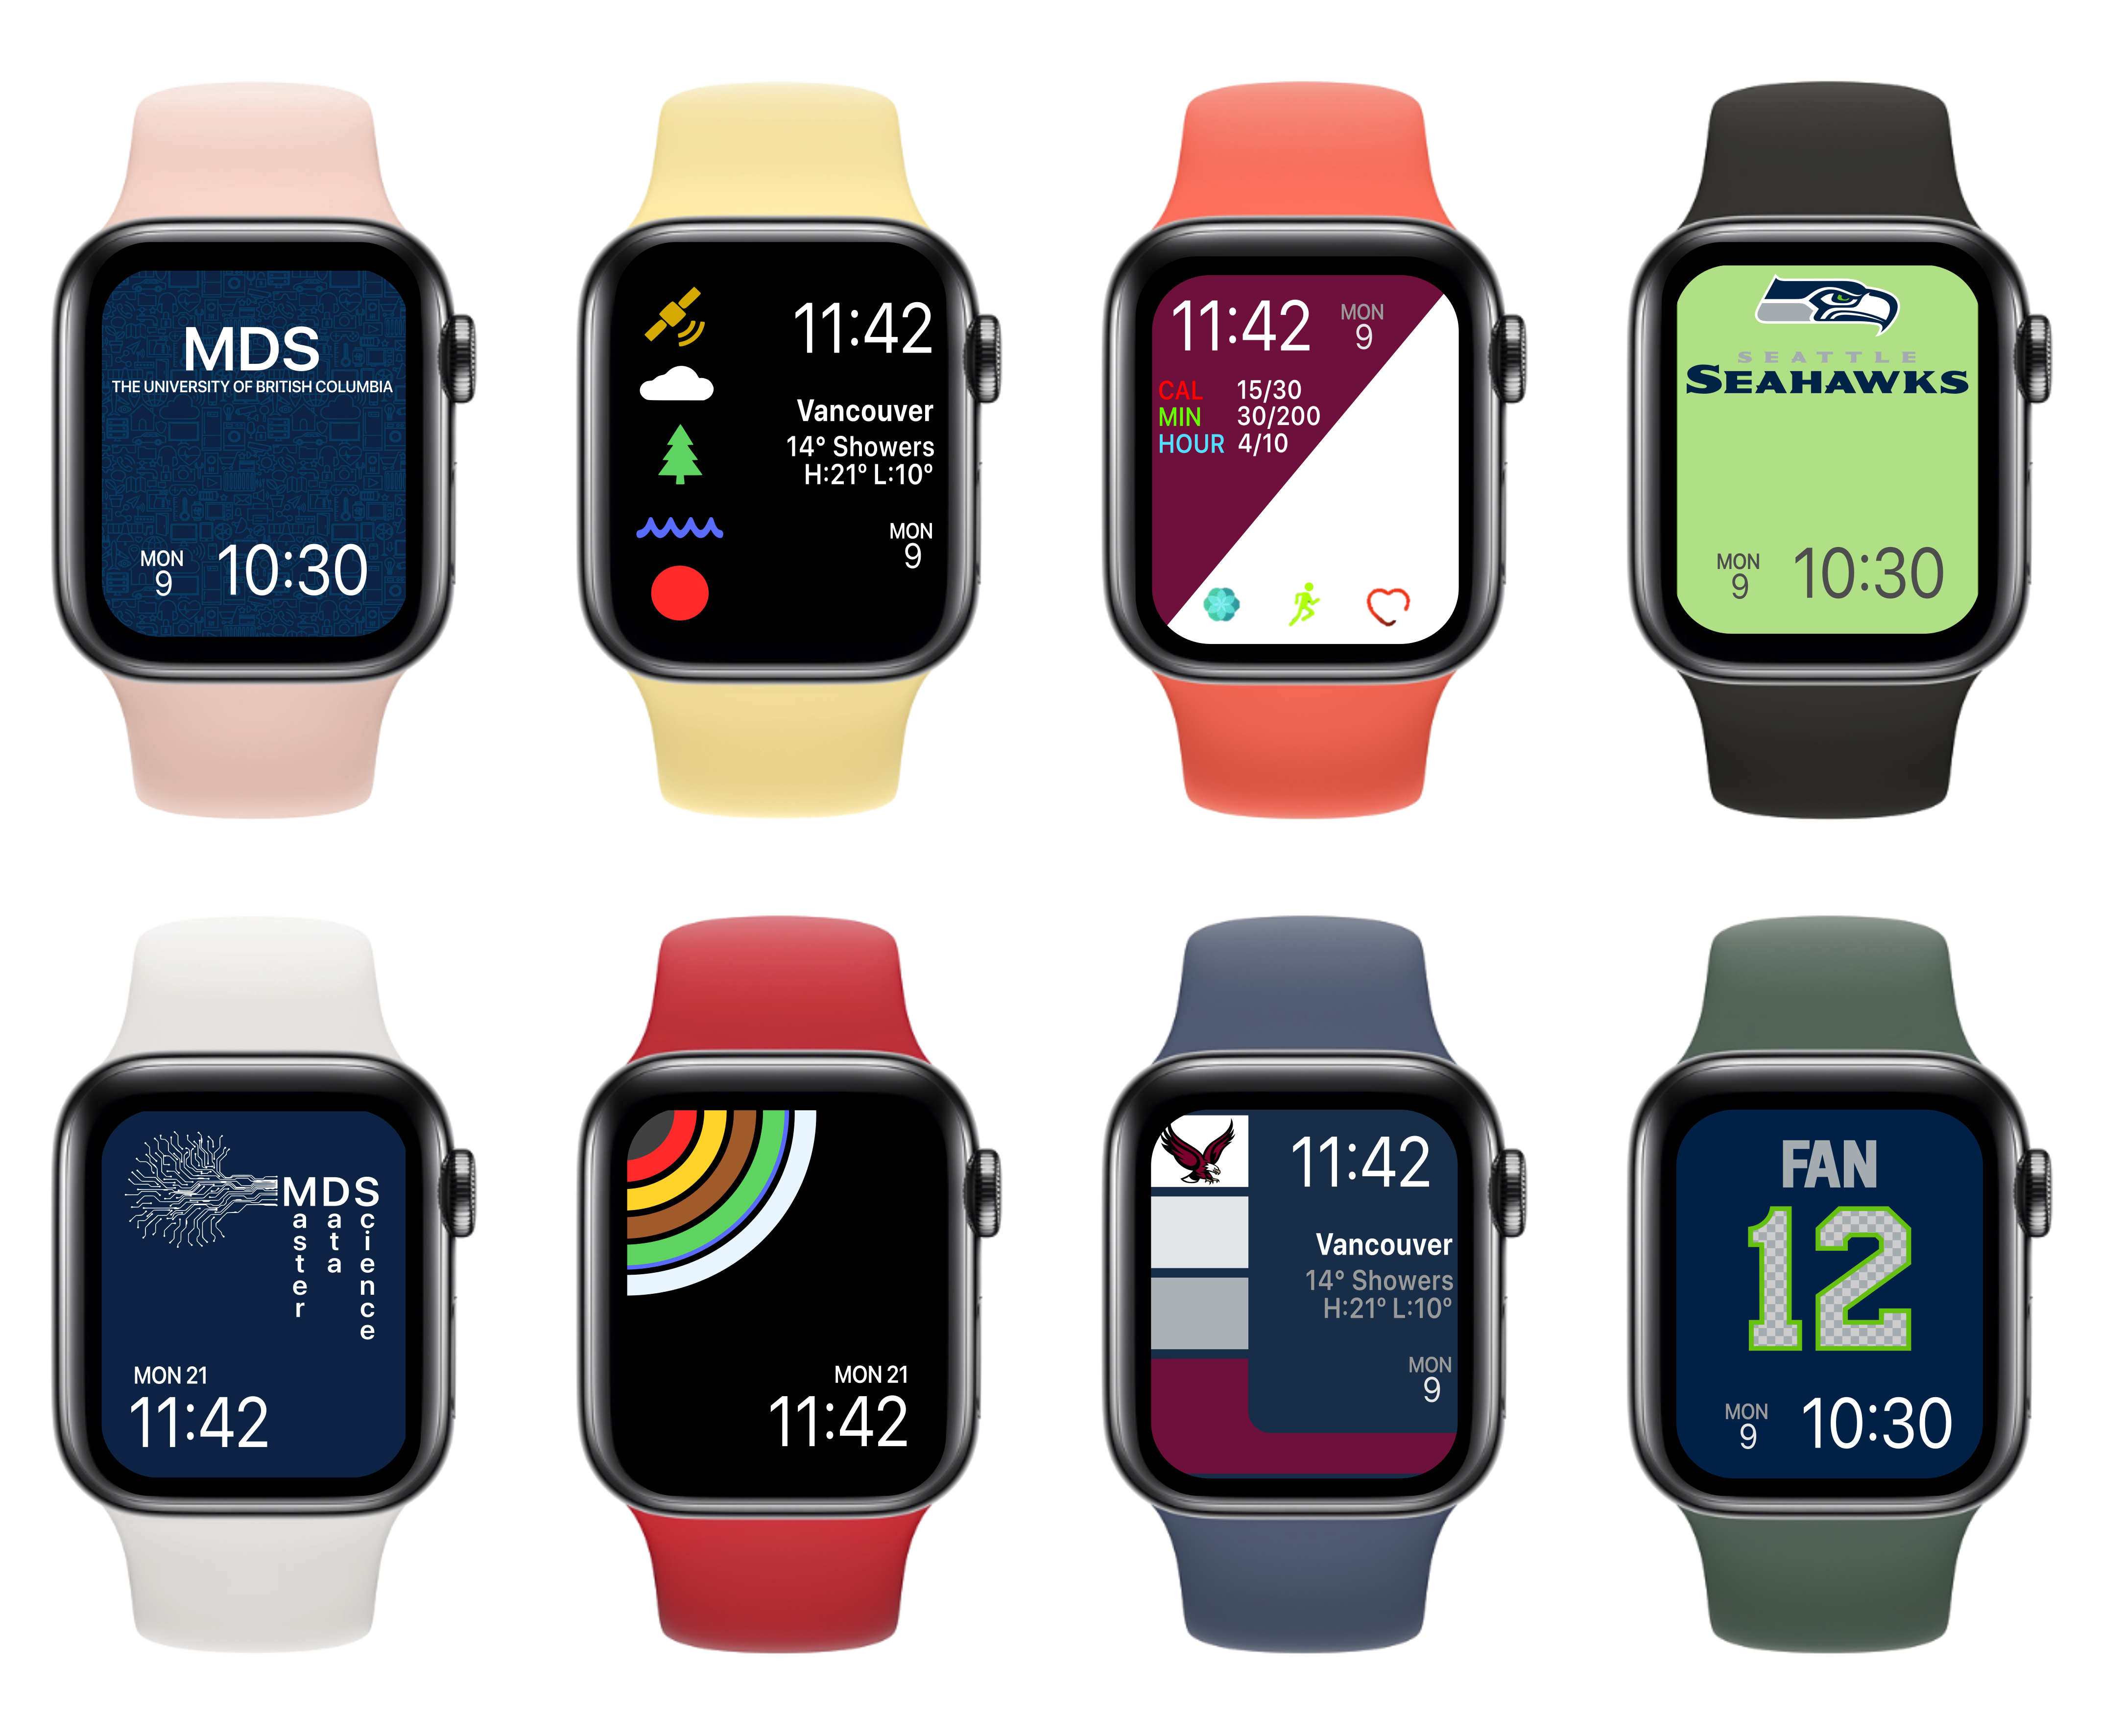 MDS
THE UNIVERSITY OF BRITISH COLUMBIA
MON
9
10:30
11:42
Vancouver
14° Showers
H:21° L:10°
MON
9
11:42
MON
9
CAL 15/30
MIN 30/200
HOUR 4/10
SEATTLE
SEAHAWKS
MON
9
10:30
MDS
aster
ata
cience
MON 21
11:42
MON 21
11:42
11:42
Vancouver
14° Showers
H:21° L:10°
MON
9
FAN
12
MON
9
10:30